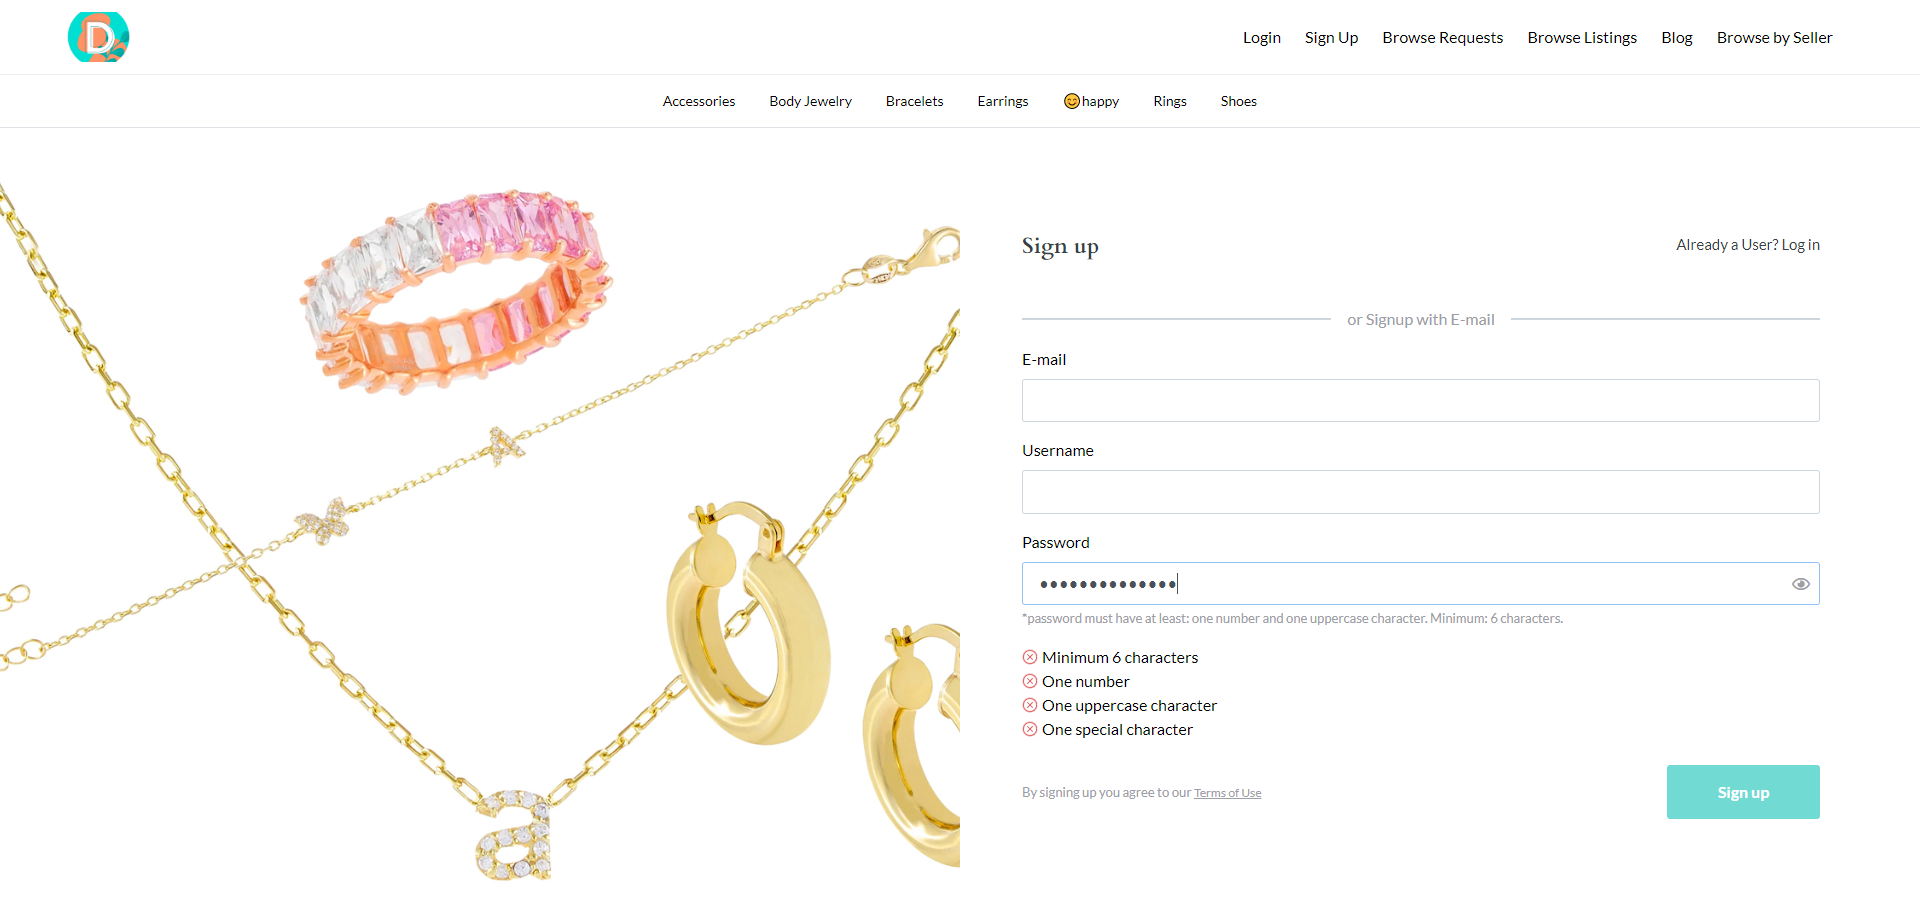 D
Login Sign Up Browse Requests Browse Listings Blog Browse by Seller
Accessories Body Jewelry Bracelets Earrings 😊happy Rings Shoes
A
a
Sign up
Already a User? Log in
or Signup with E-mail
E-mail
Username
Password
••••••••••••••
*password must have at least: one number and one uppercase character. Minimum: 6 characters.
Minimum 6 characters
One number
One uppercase character
One special character
By signing up you agree to our Terms of Use
Sign up